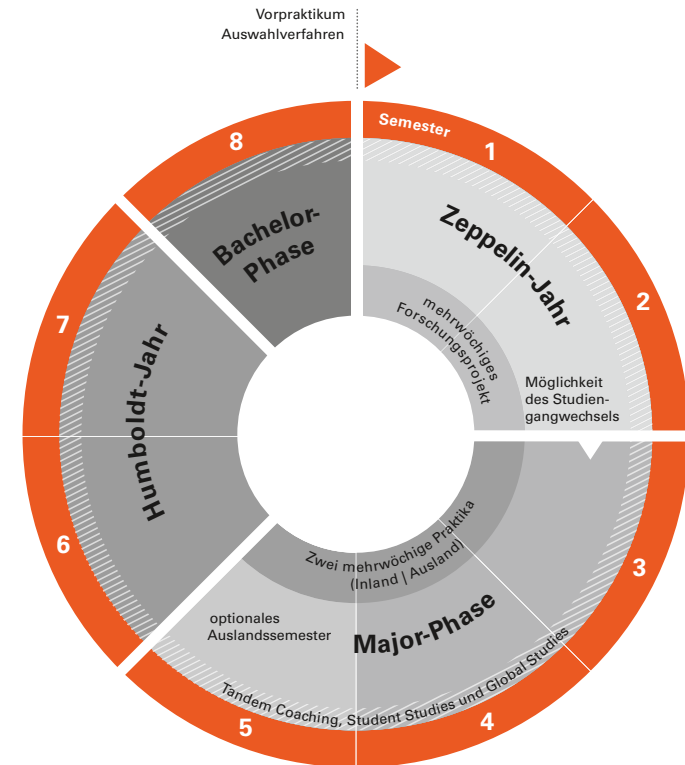 Vorpraktikum
Auswahlverfahren
Semester
1
2
3
4
5
6
7
8
Zeppelin-Jahr
mehrwöchiges
Forschungsprojekt
Möglichkeit
des Studien-
gangwechsels
Zwei mehrwöchige Praktika
(Inland | Ausland)
Major-Phase
optionales
Auslandssemester
Tandem Coaching, Student Studies und Global Studies
Humboldt-Jahr
Bachelor-
Phase